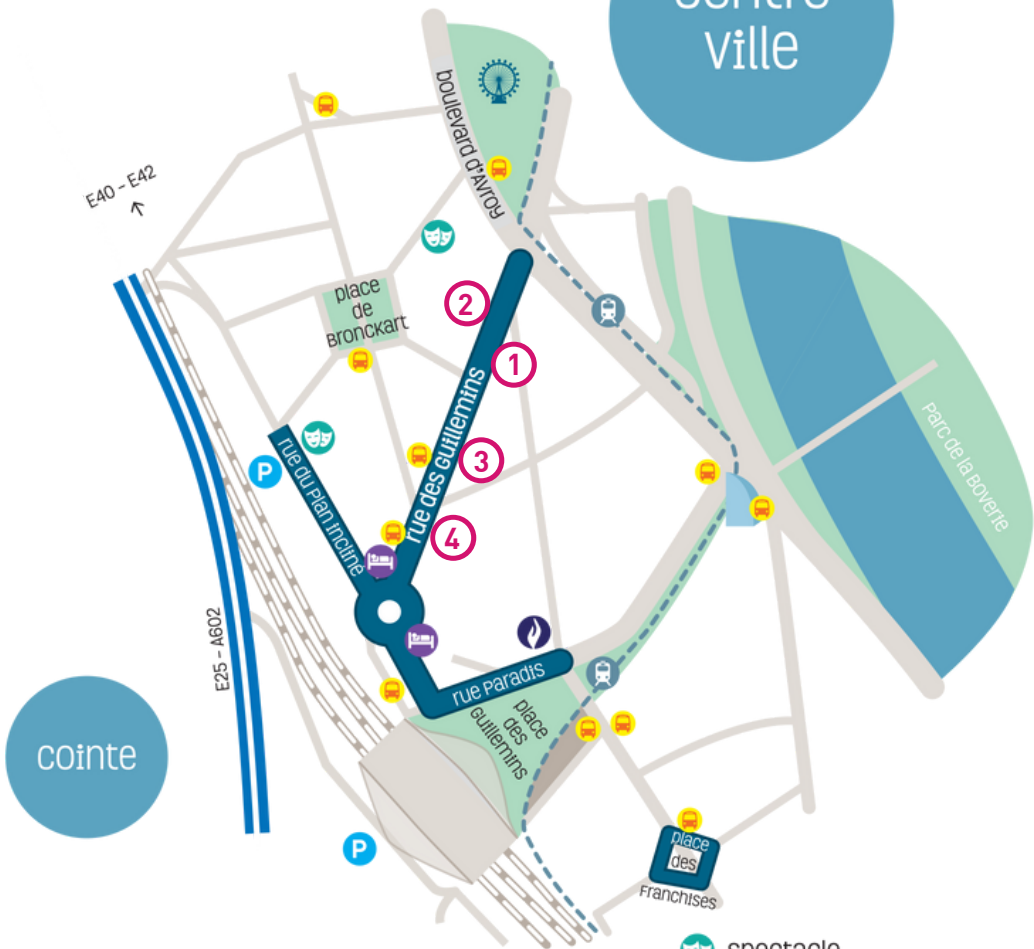 centre
ville
boulevard d'Avroy
E40 - E42
place
de
Bronckart
2
1
rue des Guillemins
3
4
P
rue du Plan Incliné
Parc de la Boverie
E25 - A602
rue Paradis
place
des
Guillemins
cointe
P
place
des
Franchises
spectacle